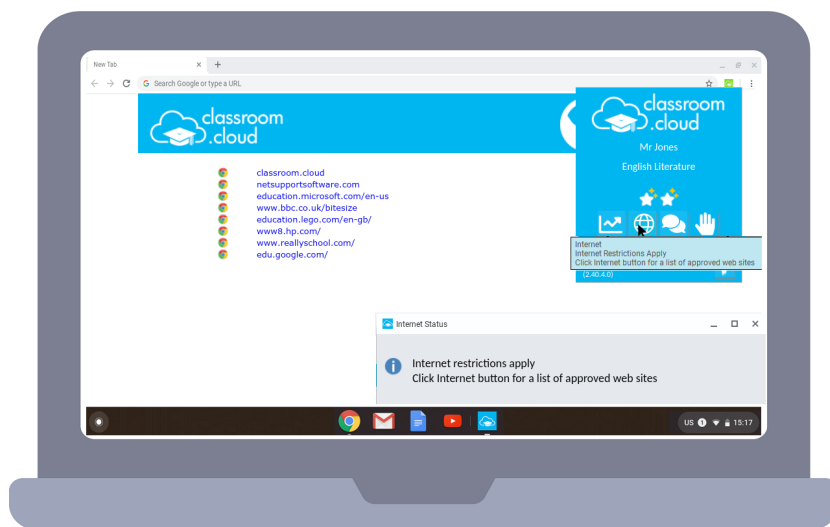 New Tab
Search Google or type a URL
classroom
.cloud
classroom
.cloud
Mr Jones
English Literature
classroom.cloud
netsupportsoftware.com
education.microsoft.com/en-us
www.bbc.co.uk/bitesize
education.lego.com/en-gb/
www8.hp.com/
www.reallyschool.com/
edu.google.com/
Internet
Internet Restrictions Apply
Click Internet button for a list of approved web sites
(2.40.4.0)
Internet Status
Internet restrictions apply
Click Internet button for a list of approved web sites
US 1 15:17